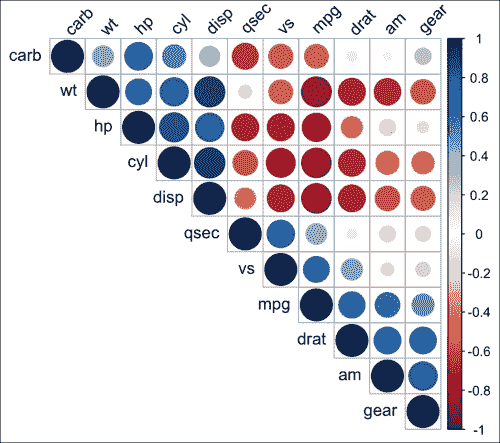 carb wt hp cyl disp qsec vs mpg drat am gear
carb
wt
hp
cyl
disp
qsec
vs
mpg
drat
am
gear
1
0.8
0.6
0.4
0.2
0
-0.2
-0.4
-0.6
-0.8
-1